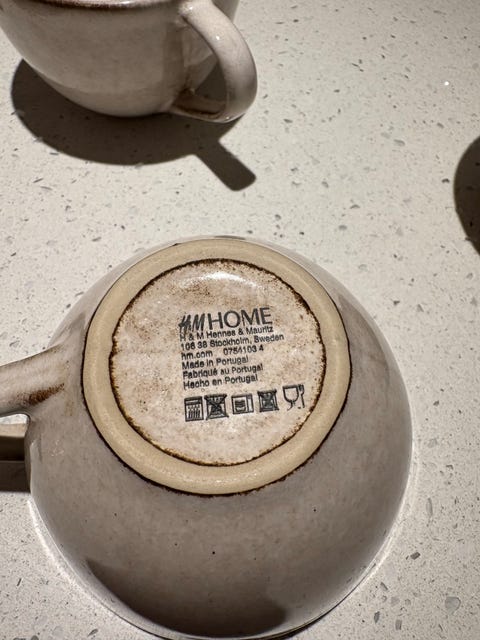 H&M HOME
H & M Hennes & Mauritz
106 38 Stockholm, Sweden
hm.com 0754103 4
Made in Portugal
Fabriqué au Portugal
Hecho en Portugal